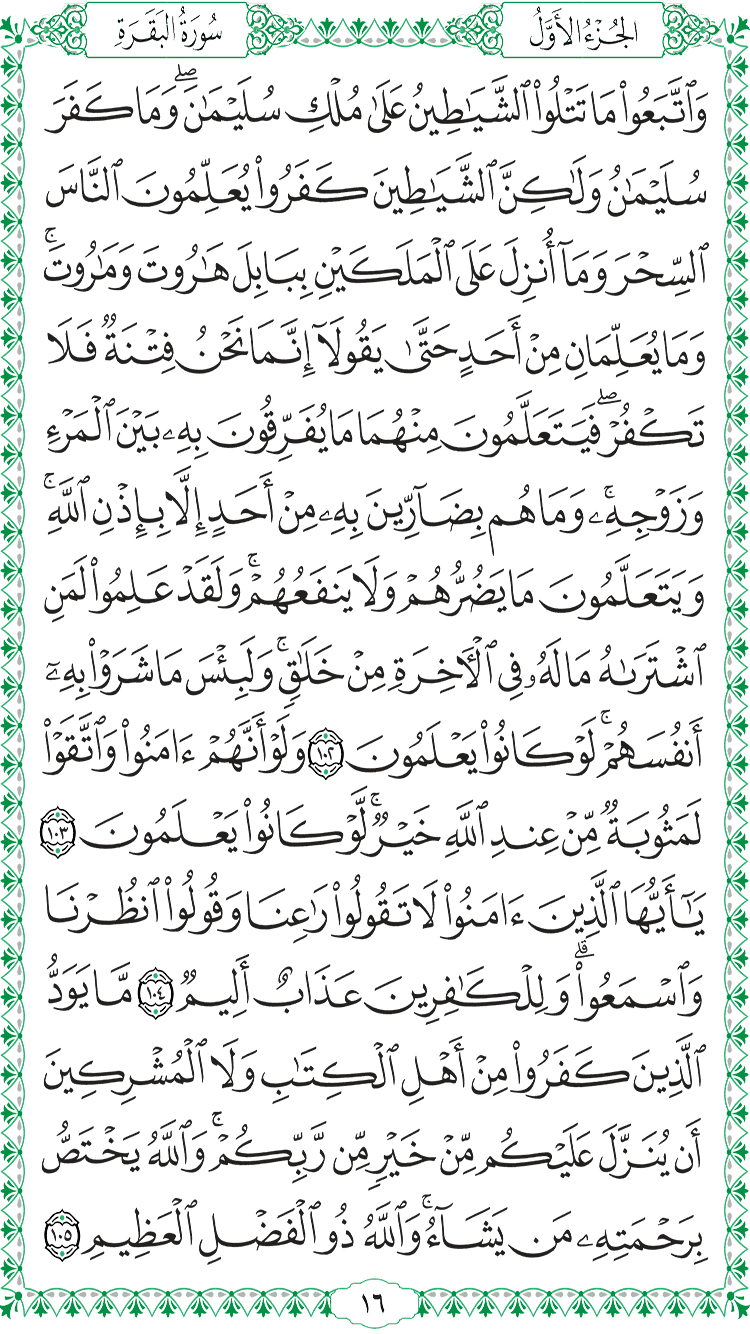 الجُزْءُ الأَوَّلُ
سُورَةُ البَقَرَةِ
وَٱتَّبَعُواْ مَا تَتْلُواْ ٱلشَّيَٰطِينُ عَلَىٰ مُلْكِ سُلَيْمَٰنَۖ وَمَا كَفَرَ
سُلَيْمَٰنُ وَلَٰكِنَّ ٱلشَّيَٰطِينَ كَفَرُواْ يُعَلِّمُونَ ٱلنَّاسَ
ٱلسِّحْرَ وَمَآ أُنزِلَ عَلَى ٱلْمَلَكَيْنِ بِبَابِلَ هَٰرُوتَ وَمَٰرُوتَۚ
وَمَا يُعَلِّمَانِ مِنْ أَحَدٍ حَتَّىٰ يَقُولَآ إِنَّمَا نَحْنُ فِتْنَةٌ فَلَا
تَكْفُرْۖ فَيَتَعَلَّمُونَ مِنْهُمَا مَا يُفَرِّقُونَ بِهِۦ بَيْنَ ٱلْمَرْءِ
وَزَوْجِهِۦۚ وَمَا هُم بِضَآرِّينَ بِهِۦ مِنْ أَحَدٍ إِلَّا بِإِذْنِ ٱللَّهِۚ
وَيَتَعَلَّمُونَ مَا يَضُرُّهُمْ وَلَا يَنفَعُهُمْۚ وَلَقَدْ عَلِمُواْ لَمَنِ
ٱشْتَرَىٰهُ مَا لَهُۥ فِي ٱلْأٓخِرَةِ مِنْ خَلَٰقٍۚ وَلَبِئْسَ مَا شَرَوْاْ بِهِۦٓ
أَنفُسَهُمْۚ لَوْ كَانُواْ يَعْلَمُونَ ١٠٢ وَلَوْ أَنَّهُمْ ءَامَنُواْ وَٱتَّقَوْاْ
لَمَثُوبَةٌ مِّنْ عِندِ ٱللَّهِ خَيْرٌۚ لَّوْ كَانُواْ يَعْلَمُونَ ١٠٣
يَٰٓأَيُّهَا ٱلَّذِينَ ءَامَنُواْ لَا تَقُولُواْ رَٰعِنَا وَقُولُواْ ٱنظُرْنَا
وَٱسْمَعُواْۗ وَلِلْكَٰفِرِينَ عَذَابٌ أَلِيمٌ ١٠٤ مَّا يَوَدُّ
ٱلَّذِينَ كَفَرُواْ مِنْ أَهْلِ ٱلْكِتَٰبِ وَلَا ٱلْمُشْرِكِينَ
أَن يُنَزَّلَ عَلَيْكُم مِّنْ خَيْرٍ مِّن رَّبِّكُمْۚ وَٱللَّهُ يَخْتَصُّ
بِرَحْمَتِهِۦ مَن يَشَآءُۚ وَٱللَّهُ ذُو ٱلْفَضْلِ ٱلْعَظِيمِ ١٠٥
١٦